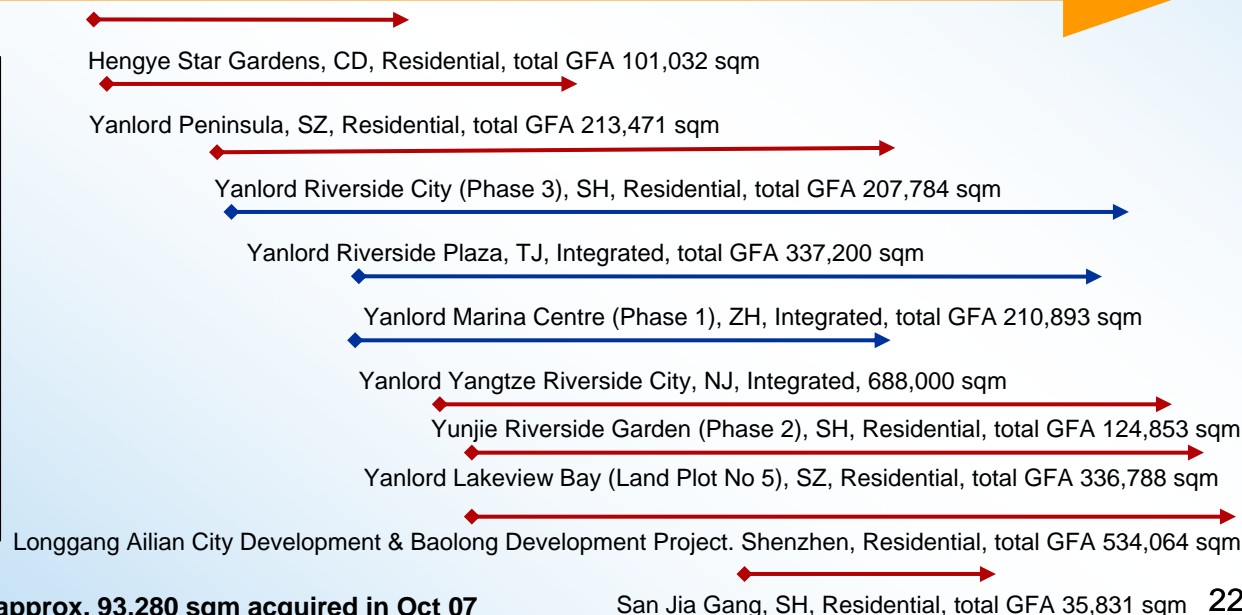 Hengye Star Gardens, CD, Residential, total GFA 101,032 sqm
Yanlord Peninsula, SZ, Residential, total GFA 213,471 sqm
Yanlord Riverside City (Phase 3), SH, Residential, total GFA 207,784 sqm
Yanlord Riverside Plaza, TJ, Integrated, total GFA 337,200 sqm
Yanlord Marina Centre (Phase 1), ZH, Integrated, total GFA 210,893 sqm
Yanlord Yangtze Riverside City, NJ, Integrated, 688,000 sqm
Yunjie Riverside Garden (Phase 2), SH, Residential, total GFA 124,853 sqm
Yanlord Lakeview Bay (Land Plot No 5), SZ, Residential, total GFA 336,788 sqm
Longgang Ailian City Development & Baolong Development Project. Shenzhen, Residential, total GFA 534,064 sqm
San Jia Gang, SH, Residential, total GFA 35,831 sqm 22
approx. 93,280 sqm acquired in Oct 07